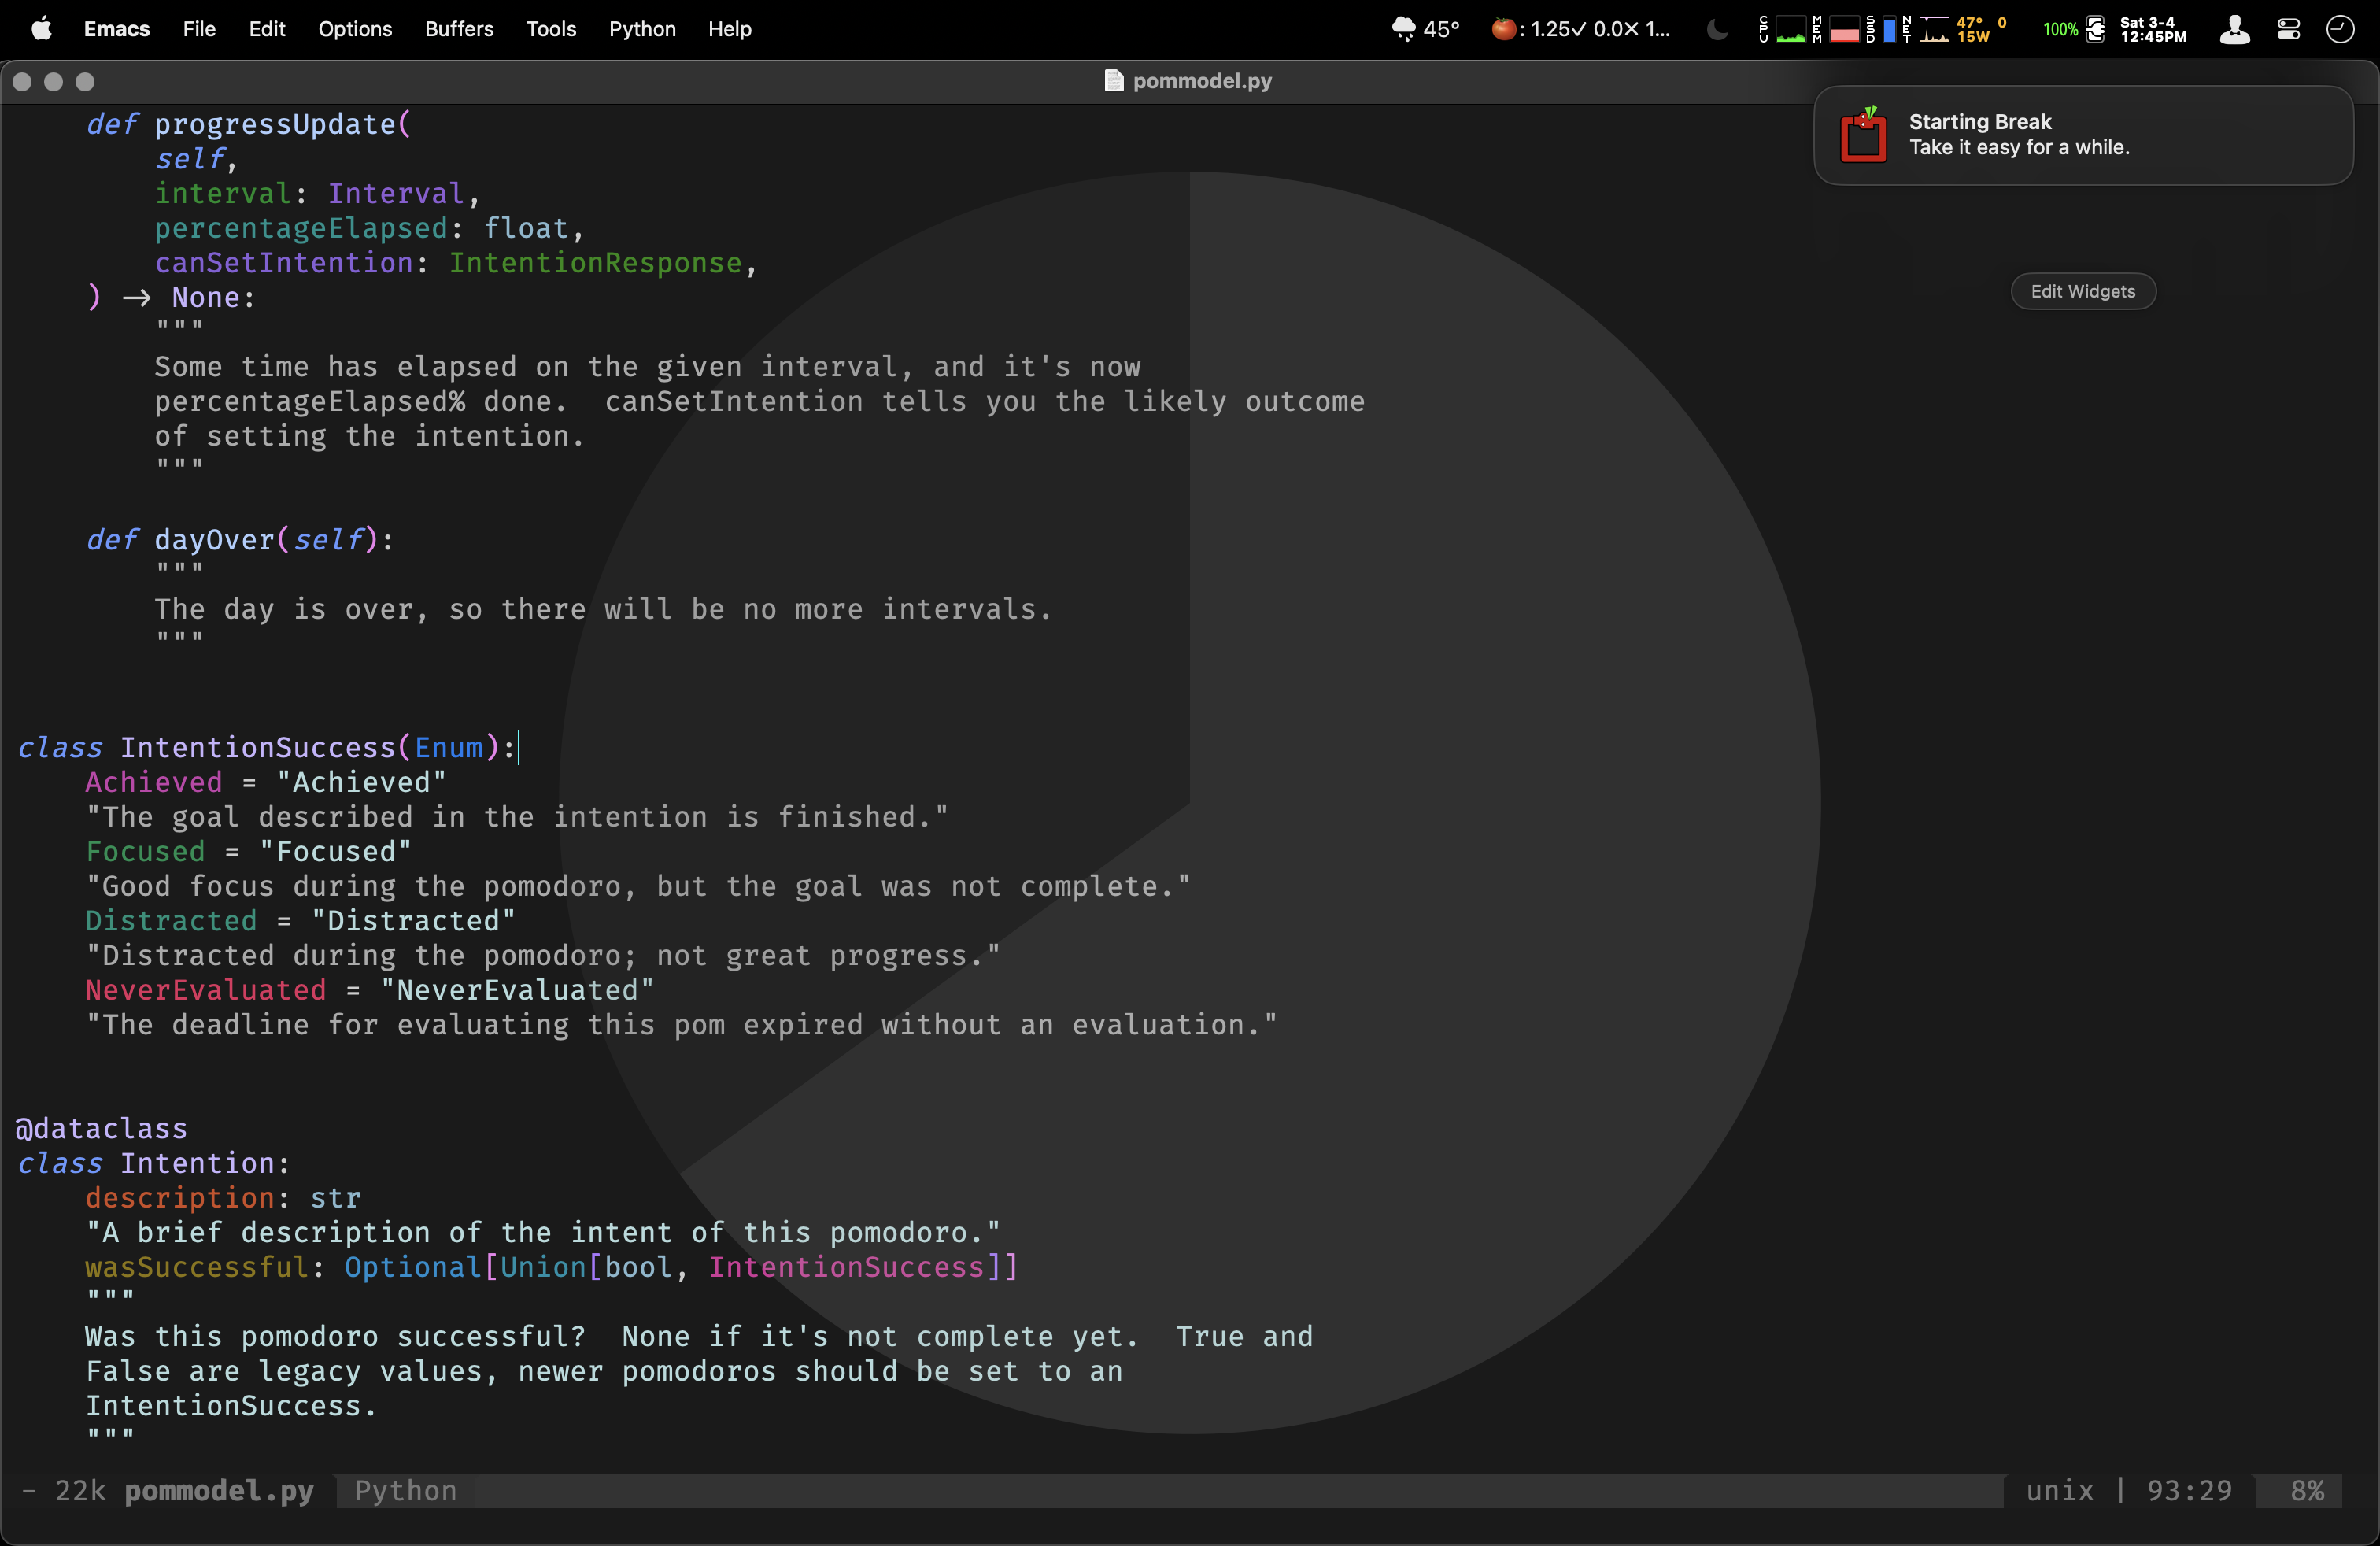 Emacs File Edit Options Buffers Tools Python Help 45° : 1.25✓ 0.0× 1... CPU MEM SSD NET 47° 0 15W 100% Sat 3-4 12:45PM
pommodel.py
Starting Break
Take it easy for a while.
Edit Widgets
def progressUpdate(
self,
interval: Interval,
percentageElapsed: float,
canSetIntention: IntentionResponse,
) → None:
"""
Some time has elapsed on the given interval, and it's now
percentageElapsed% done.  canSetIntention tells you the likely outcome
of setting the intention.
"""
def dayOver(self):
"""
The day is over, so there will be no more intervals.
"""
class IntentionSuccess(Enum):
Achieved = "Achieved"
"The goal described in the intention is finished."
Focused = "Focused"
"Good focus during the pomodoro, but the goal was not complete."
Distracted = "Distracted"
"Distracted during the pomodoro; not great progress."
NeverEvaluated = "NeverEvaluated"
"The deadline for evaluating this pom expired without an evaluation."
@dataclass
class Intention:
description: str
"A brief description of the intent of this pomodoro."
wasSuccessful: Optional[Union[bool, IntentionSuccess]]
"""
Was this pomodoro successful?  None if it's not complete yet.  True and
False are legacy values, newer pomodoros should be set to an
IntentionSuccess.
"""
- 22k pommodel.py Python unix | 93:29 8%